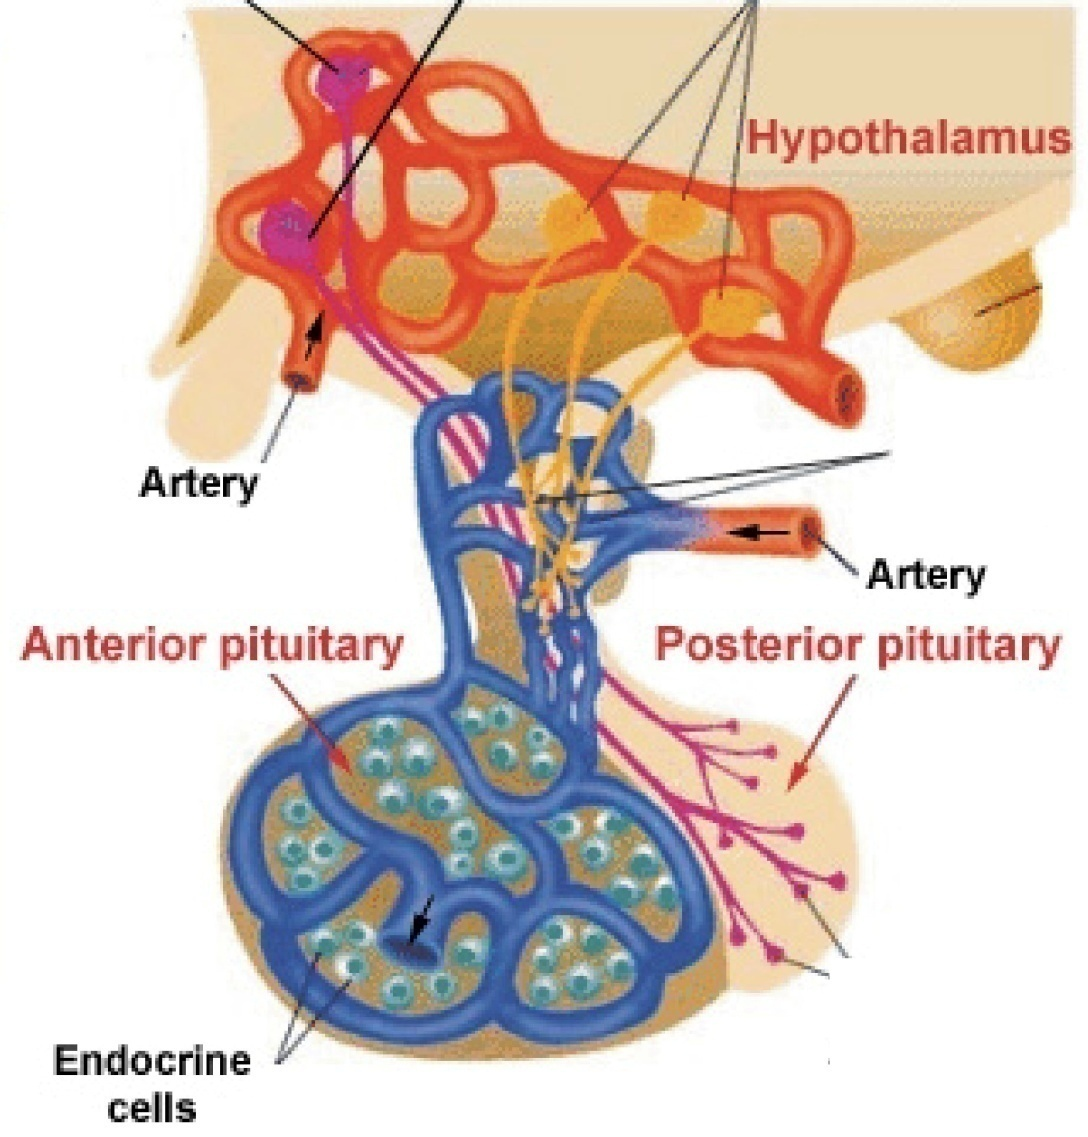 Hypothalamus
Artery
Artery
Anterior pituitary
Posterior pituitary
Endocrine
cells